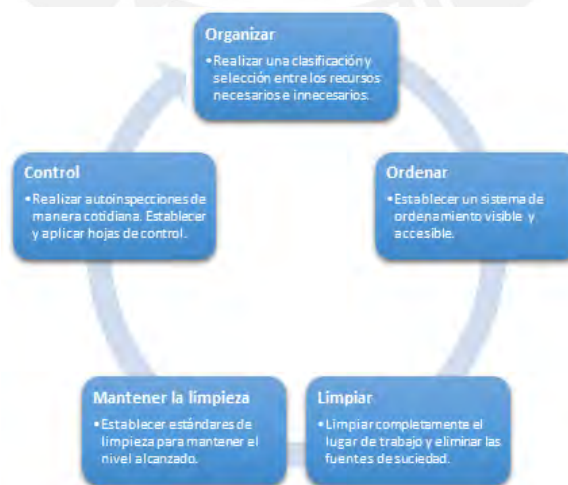 Organizar
•Realizar una clasificación y
selección entre los recursos
necesarios e innecesarios.
Ordenar
•Establecer un sistema de
ordenamiento visible y
accesible.
Limpiar
•Limpiar completamente el
lugar de trabajo y eliminar las
fuentes de suciedad.
Mantener la limpieza
•Establecer estándares de
limpieza para mantener el
nivel alcanzado.
Control
•Realizar autoinspecciones de
manera cotidiana. Establecer
y aplicar hojas de control.